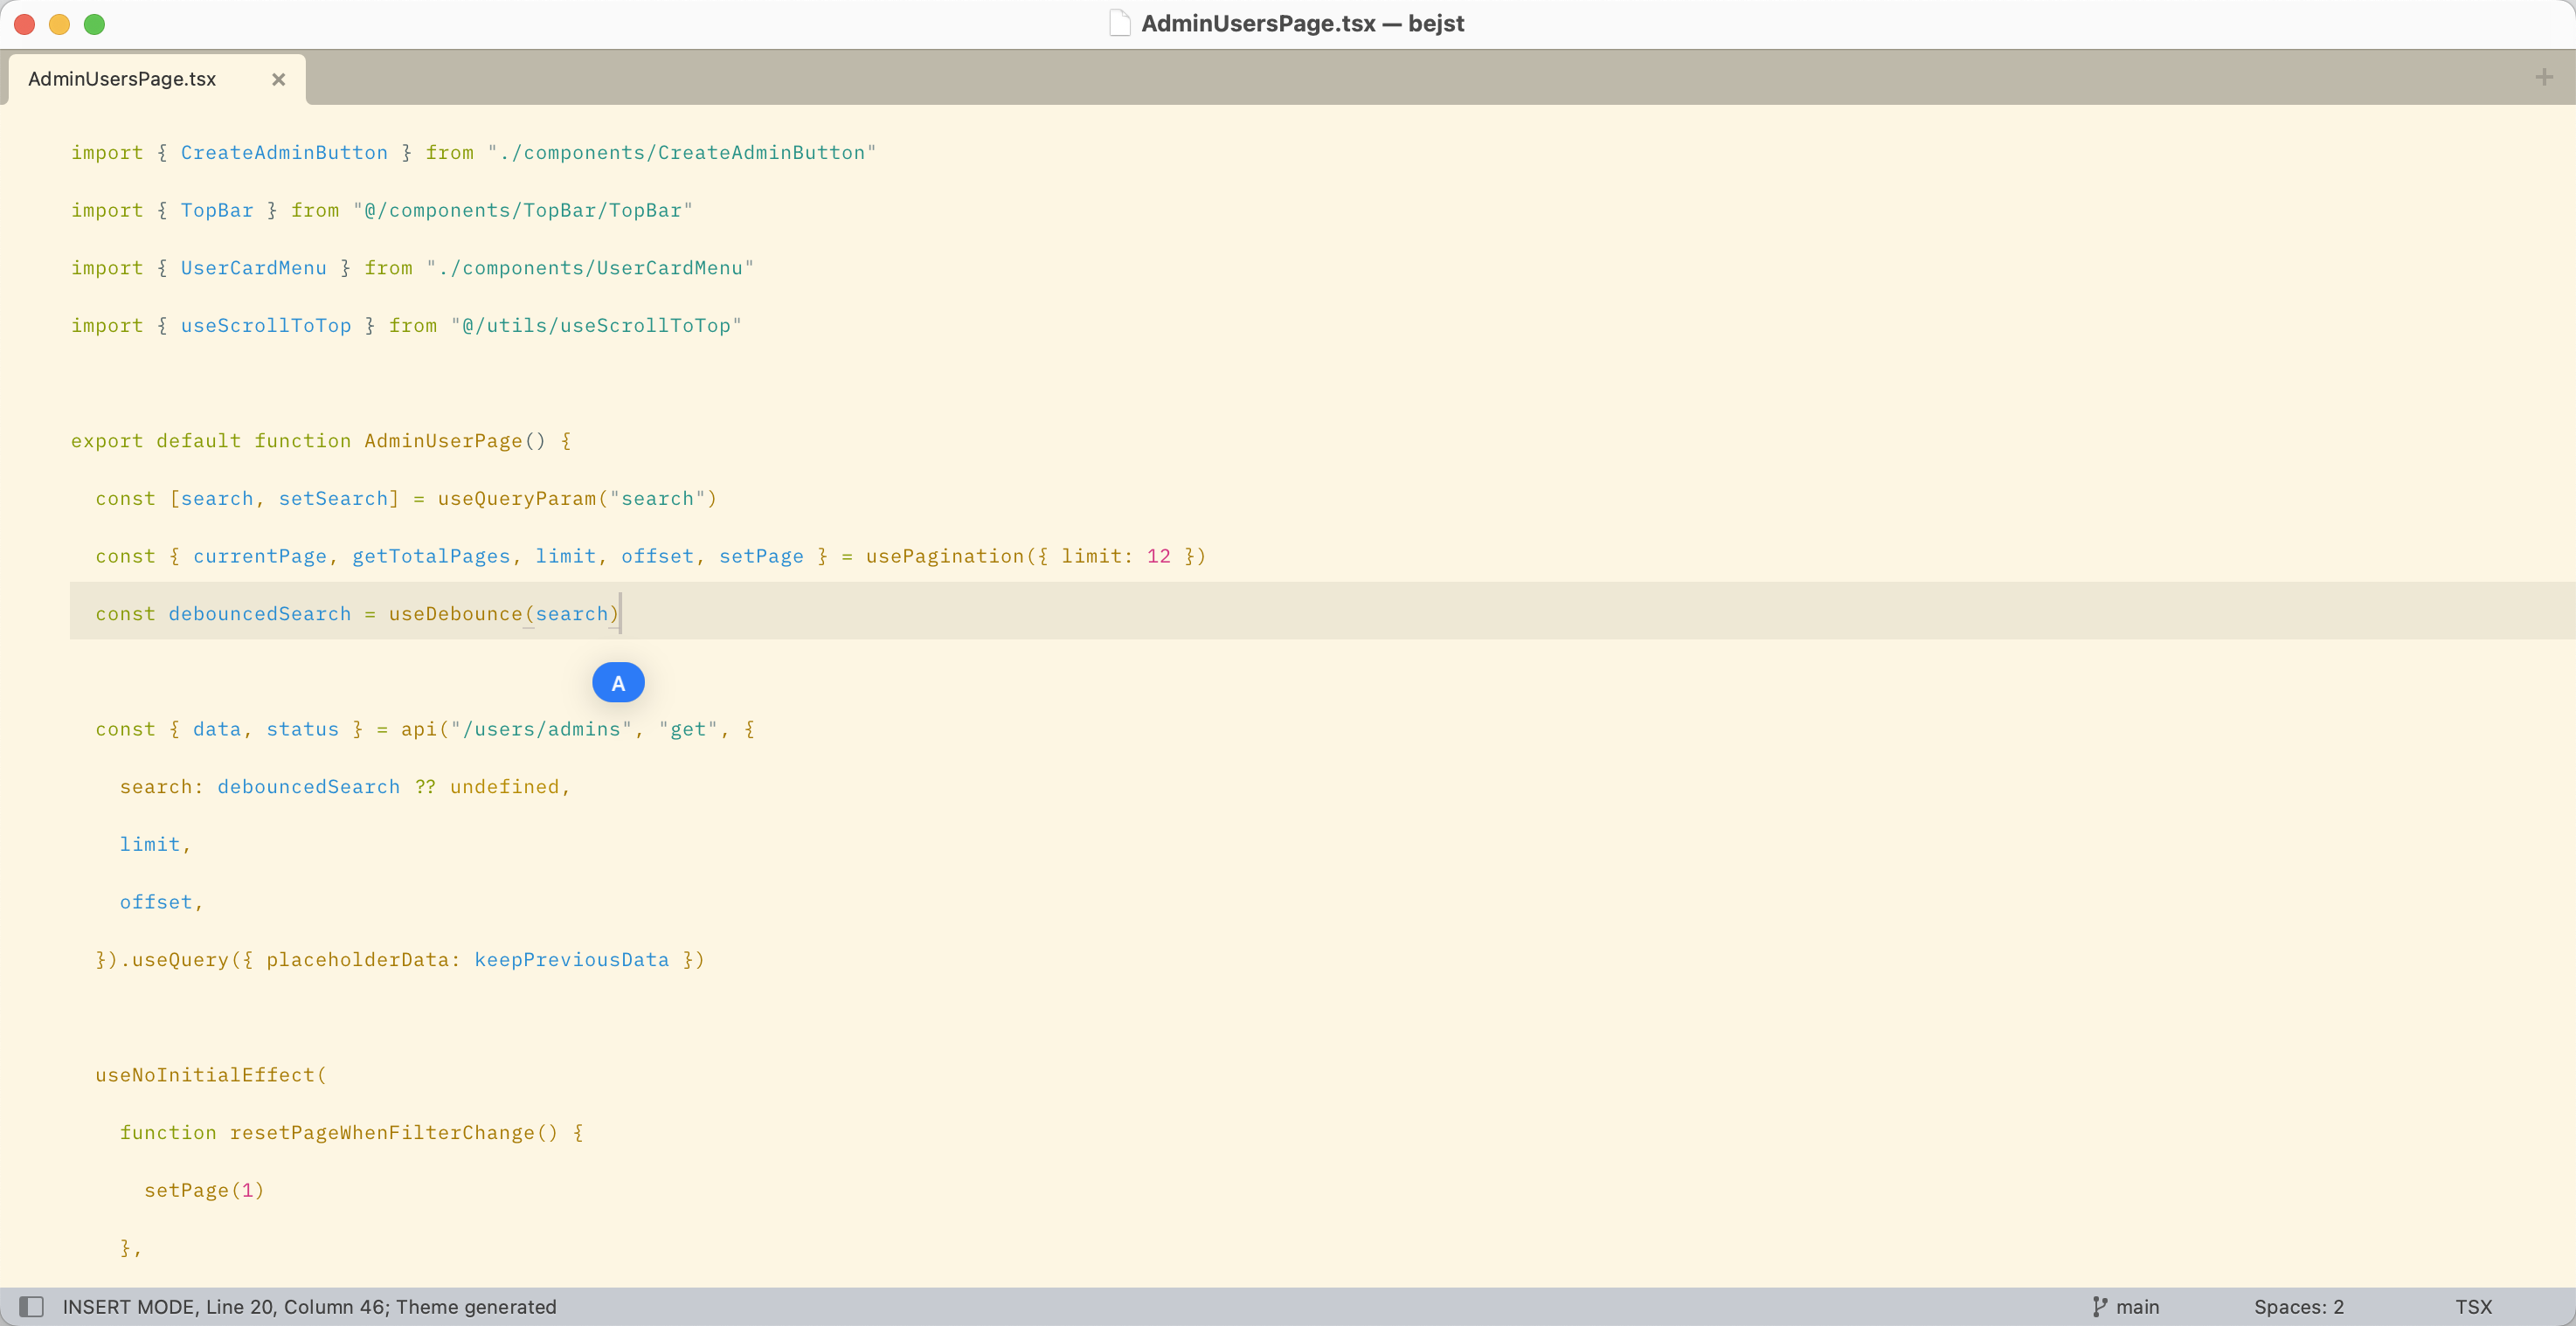 AdminUsersPage.tsx — bejst
AdminUsersPage.tsx
import { CreateAdminButton } from "./components/CreateAdminButton"
import { TopBar } from "@/components/TopBar/TopBar"
import { UserCardMenu } from "./components/UserCardMenu"
import { useScrollToTop } from "@/utils/useScrollToTop"
export default function AdminUserPage() {
const [search, setSearch] = useQueryParam("search")
const { currentPage, getTotalPages, limit, offset, setPage } = usePagination({ limit: 12 })
const debouncedSearch = useDebounce(search)
A
const { data, status } = api("/users/admins", "get", {
search: debouncedSearch ?? undefined,
limit,
offset,
}).useQuery({ placeholderData: keepPreviousData })
useNoInitialEffect(
function resetPageWhenFilterChange() {
setPage(1)
},
INSERT MODE, Line 20, Column 46; Theme generated
main
Spaces: 2
TSX